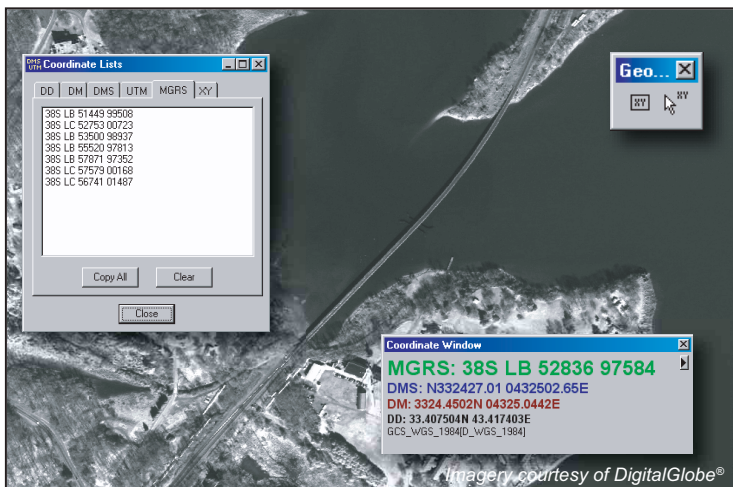 DMS
UTM Coordinate Lists
DD DM DMS UTM MGRS XY
38S LB 51449 99508
38S LC 52753 00723
38S LB 53500 98937
38S LB 55520 97813
38S LB 57871 97352
38S LC 57579 00168
38S LC 56741 01487
Copy All Clear
Close
Geo...
XY XY
Coordinate Window
MGRS: 38S LB 52836 97584
DMS: N332427.01 0432502.65E
DM: 3324.4502N 04325.0442E
DD: 33.407504N 43.417403E
GCS_WGS_1984[D_WGS_1984]
Imagery courtesy of DigitalGlobe®